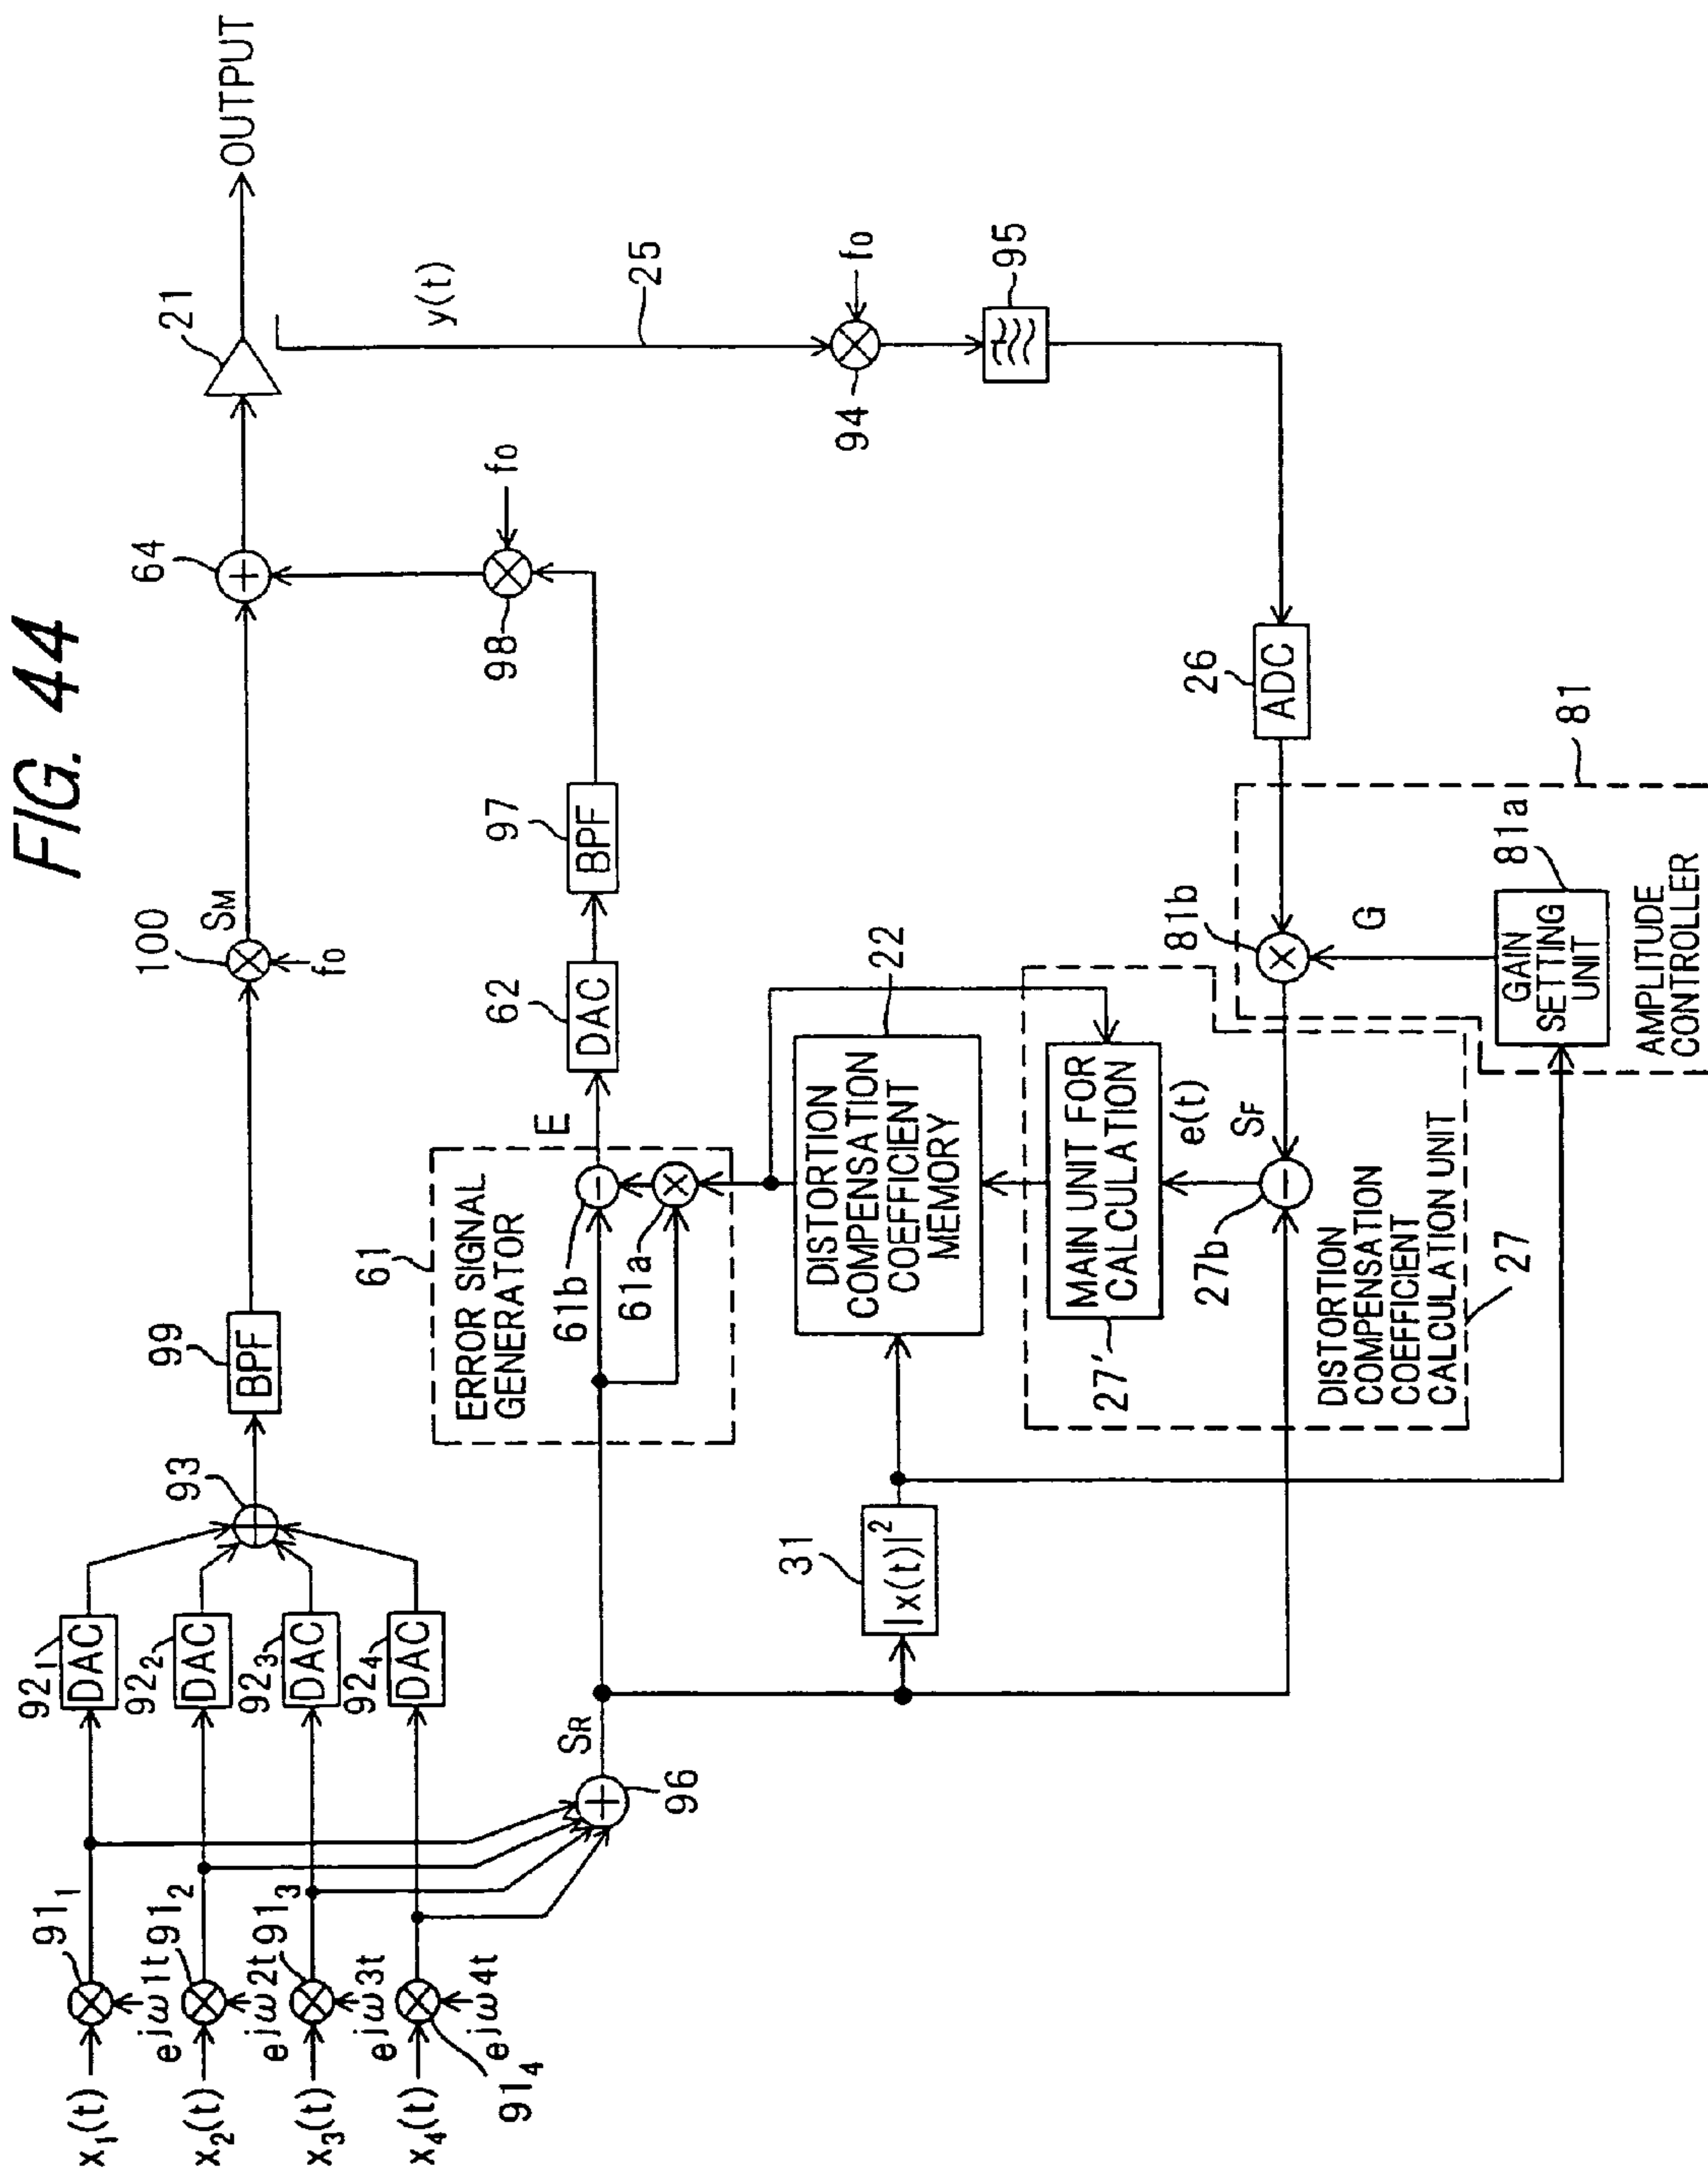 FIG. 44
x1(t)
911
ejω1t
x2(t)
912
ejω2t
x3(t)
913
ejω3t
x4(t)
914
ejω4t
921
DAC
922
DAC
923
DAC
924
DAC
93
99
BPF
100
SM
f0
64
21
OUTPUT
y(t)
25
96
SR
61
ERROR SIGNAL
GENERATOR
61b
61a
E
62
DAC
97
BPF
98
f0
94
f0
95
31
|x(t)|2
22
DISTORTION
COMPENSATION
COEFFICIENT
MEMORY
27'
MAIN UNIT FOR
CALCULATION
e(t)
27b
SF
DISTORTION
COMPENSATION
COEFFICIENT
CALCULATION UNIT
27
26
ADC
81
81b
G
81a
GAIN
SETTING
UNIT
AMPLITUDE
CONTROLLER